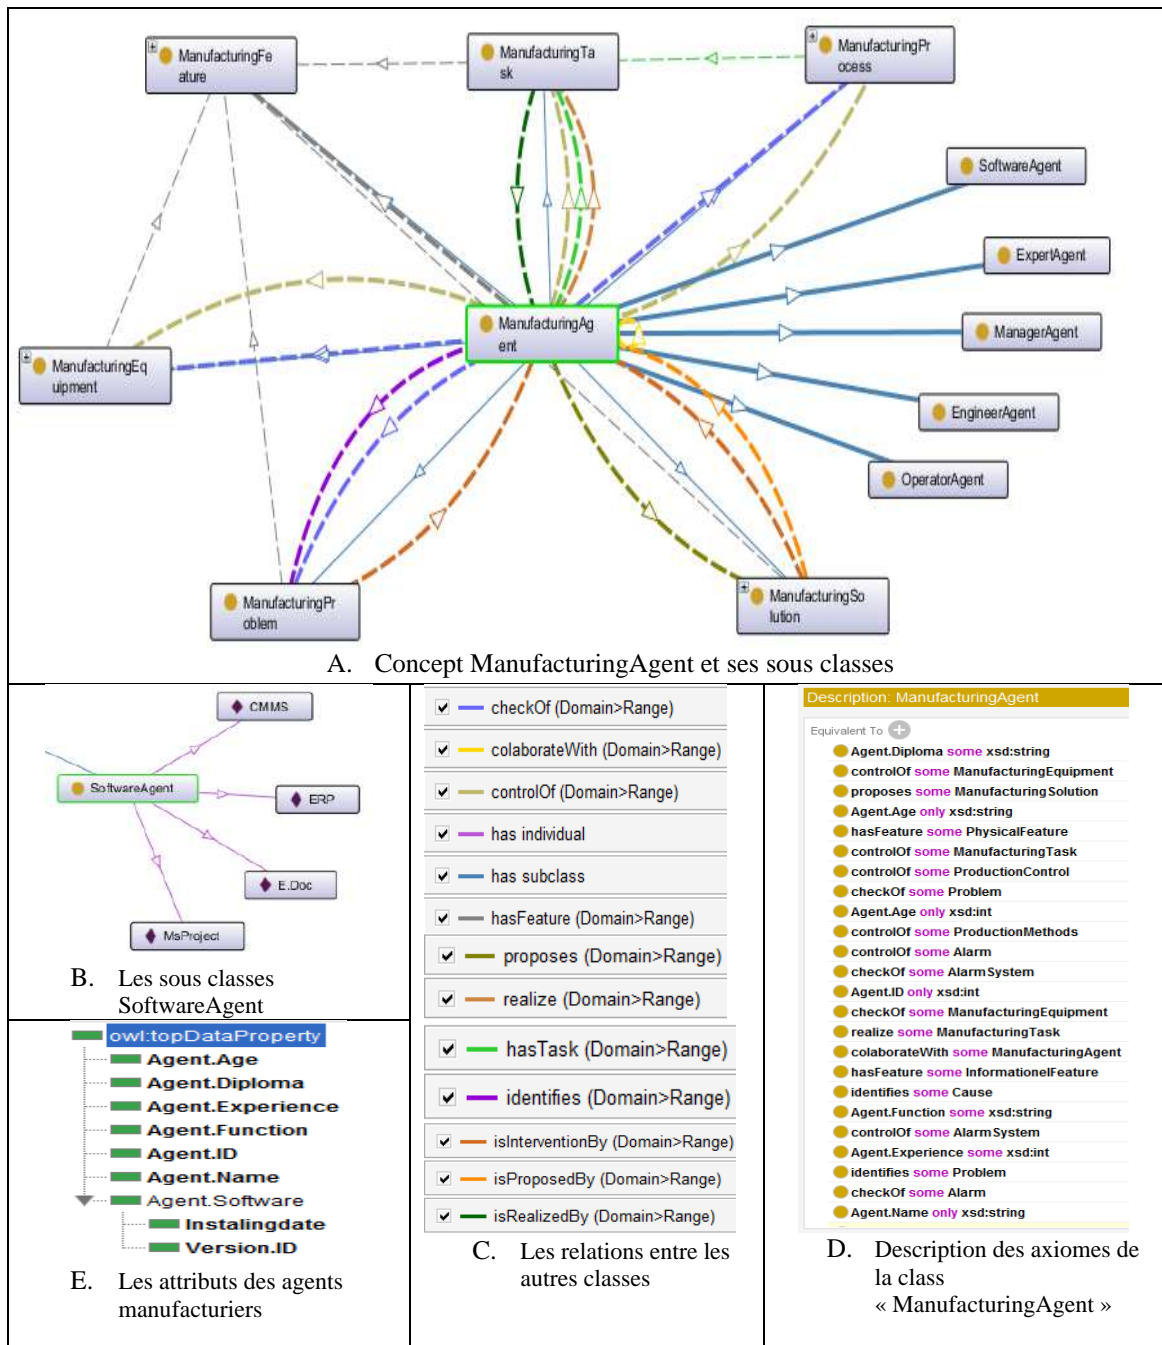 ManufacturingFe
ature
ManufacturingTa
sk
ManufacturingPr
ocess
SoftwareAgent
ExpertAgent
ManagerAgent
EngineerAgent
OperatorAgent
ManufacturingAg
ent
ManufacturingEq
uipment
ManufacturingPr
oblem
ManufacturingSo
lution
A. Concept ManufacturingAgent et ses sous classes
CMMS
SoftwareAgent
ERP
E.Doc
MsProject
B. Les sous classes
SoftwareAgent
owl:topDataProperty
Agent.Age
Agent.Diploma
Agent.Experience
Agent.Function
Agent.ID
Agent.Name
Agent.Software
Instalingdate
Version.ID
E. Les attributs des agents
manufacturiers
checkOf (Domain>Range)
colaborateWith (Domain>Range)
controlOf (Domain>Range)
has individual
has subclass
hasFeature (Domain>Range)
proposes (Domain>Range)
realize (Domain>Range)
hasTask (Domain>Range)
identifies (Domain>Range)
isInterventionBy (Domain>Range)
isProposedBy (Domain>Range)
isRealizedBy (Domain>Range)
C. Les relations entre les
autres classes
Description: ManufacturingAgent
Equivalent To
Agent.Diploma some xsd:string
controlOf some ManufacturingEquipment
proposes some ManufacturingSolution
Agent.Age only xsd:string
hasFeature some PhysicalFeature
controlOf some ManufacturingTask
controlOf some ProductionControl
checkOf some Problem
Agent.Age only xsd:int
controlOf some ProductionMethods
controlOf some Alarm
checkOf some AlarmSystem
Agent.ID only xsd:int
checkOf some ManufacturingEquipment
realize some ManufacturingTask
colaborateWith some ManufacturingAgent
hasFeature some InformationelFeature
identifies some Cause
Agent.Function some xsd:string
controlOf some AlarmSystem
Agent.Experience some xsd:int
identifies some Problem
checkOf some Alarm
Agent.Name only xsd:string
D. Description des axiomes de
la class
« ManufacturingAgent »